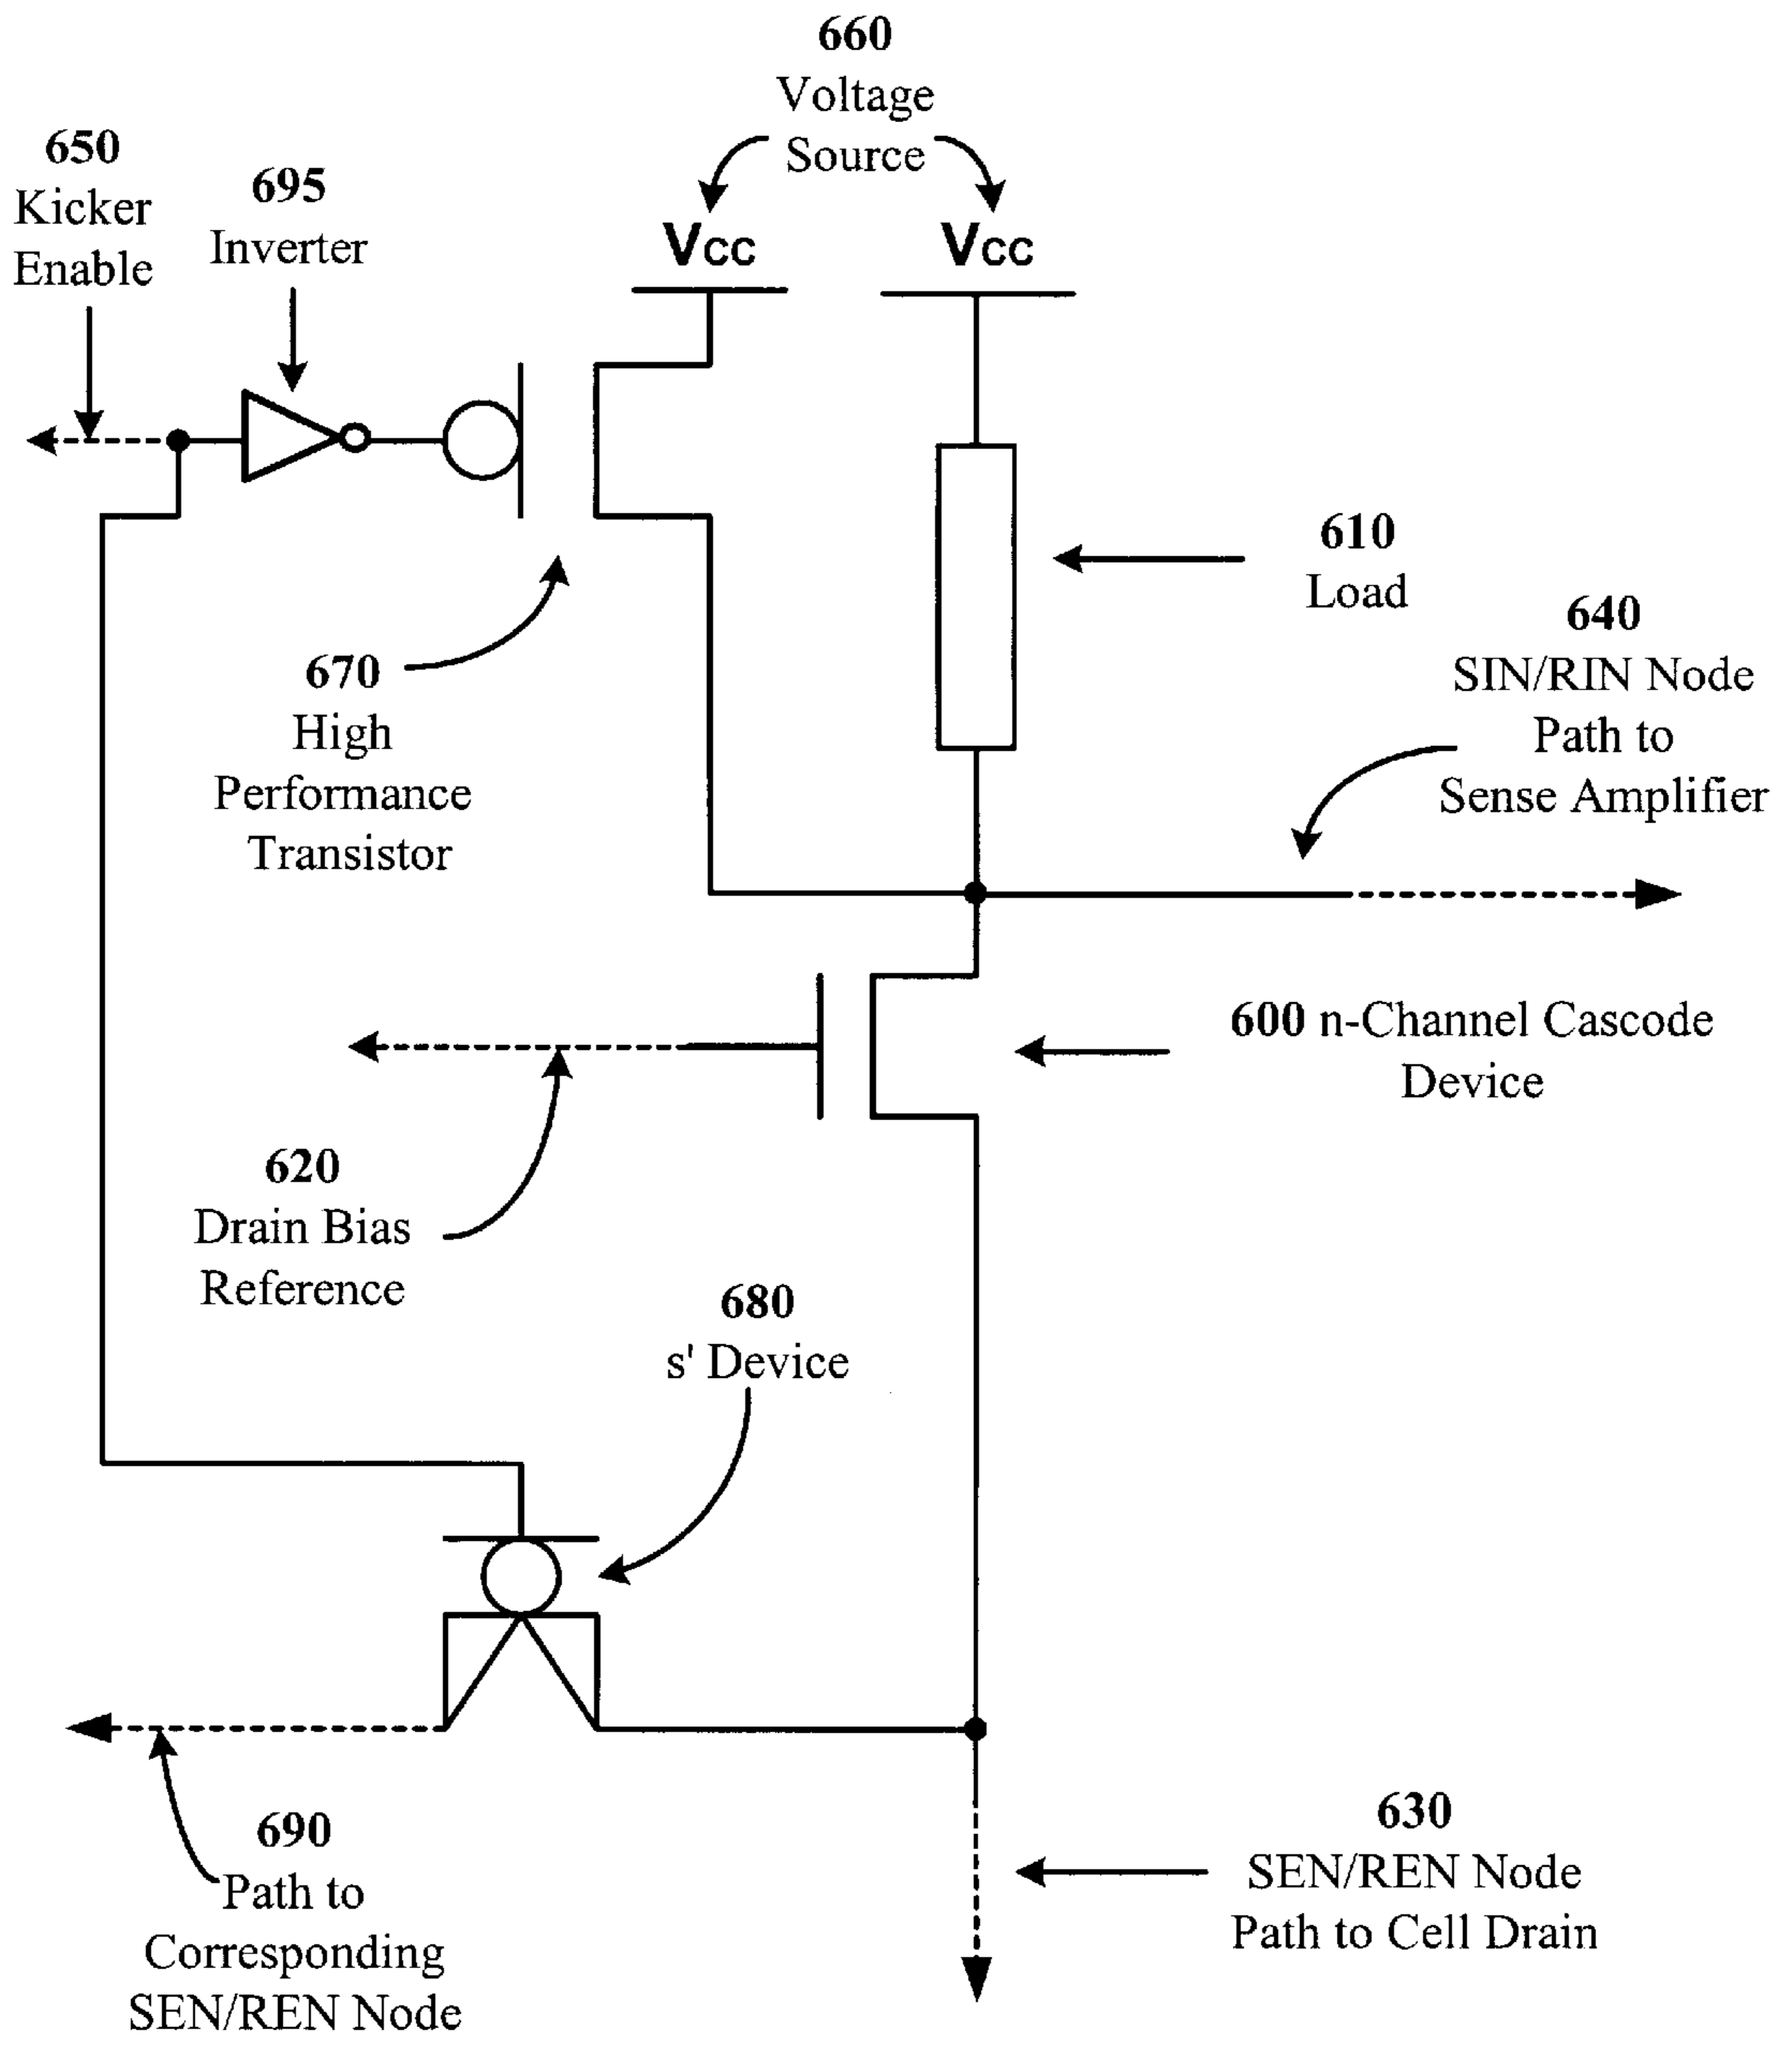 660
Voltage
Source
650
Kicker
Enable
695
Inverter
Vcc
Vcc
610
Load
640
SIN/RIN Node
Path to
Sense Amplifier
670
High
Performance
Transistor
600 n-Channel Cascode
Device
620
Drain Bias
Reference
680
s' Device
690
Path to
Corresponding
SEN/REN Node
630
SEN/REN Node
Path to Cell Drain